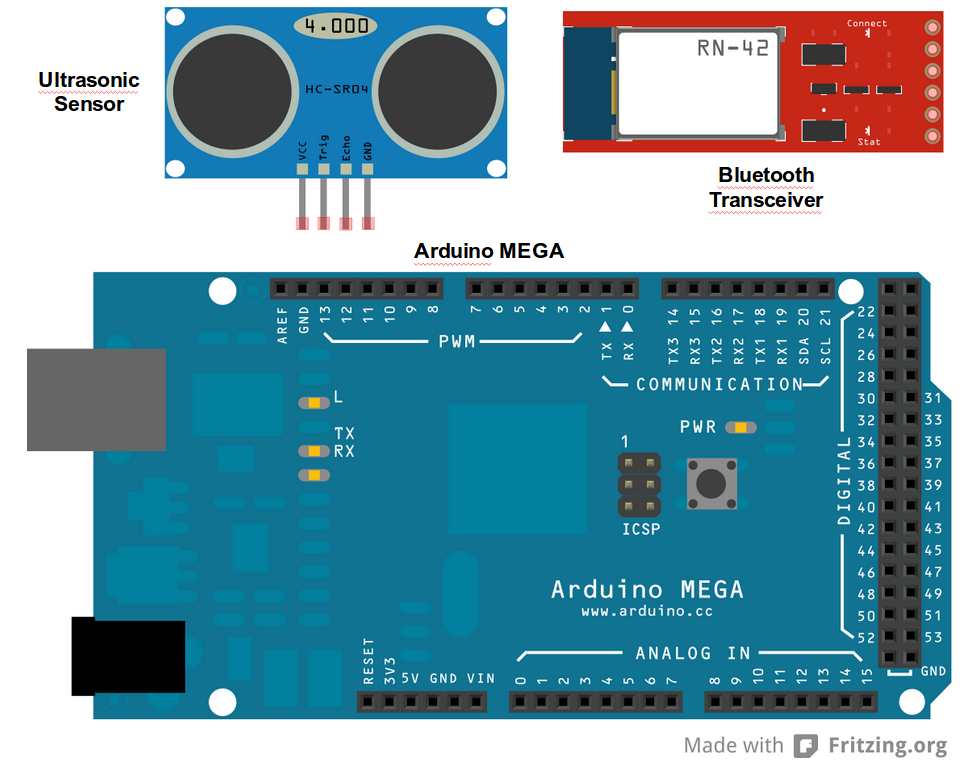 Ultrasonic
Sensor
4.000
HC-SR04
VCC
Trig
Echo
GND
RN-42
Connect
Stat
Bluetooth
Transceiver
Arduino MEGA
AREF
GND
13
12
11
10
9
8
7
6
5
4
3
2
TX 1
RX 0
TX3 14
RX3 15
TX2 16
RX2 17
TX1 18
RX1 19
SDA 20
SCL 21
PWM
COMMUNICATION
22
24
26
28
30 31
32 33
34 35
36 37
38 39
40 41
42 43
44 45
46 47
48 49
50 51
52 53
GND
DIGITAL
L
TX
RX
PWR
1
ICSP
Arduino MEGA
www.arduino.cc
ANALOG IN
RESET
3V3
5V GND VIN
0
1
2
3
4
5
6
7
8
9
10
11
12
13
14
15
Made with Fritzing.org